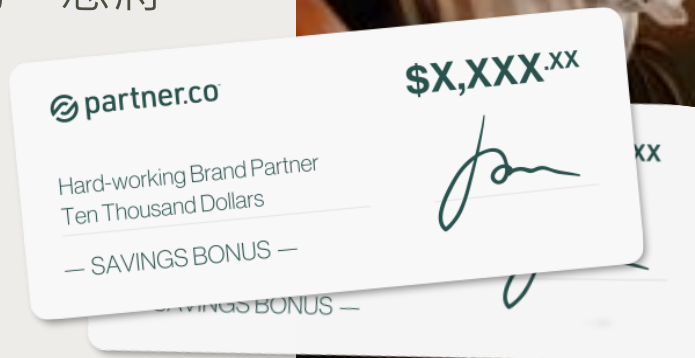 partner.co
$X,XXX.XX
Hard-working Brand Partner
Ten Thousand Dollars
— SAVINGS BONUS —
XX
SAVINGS BONUS —